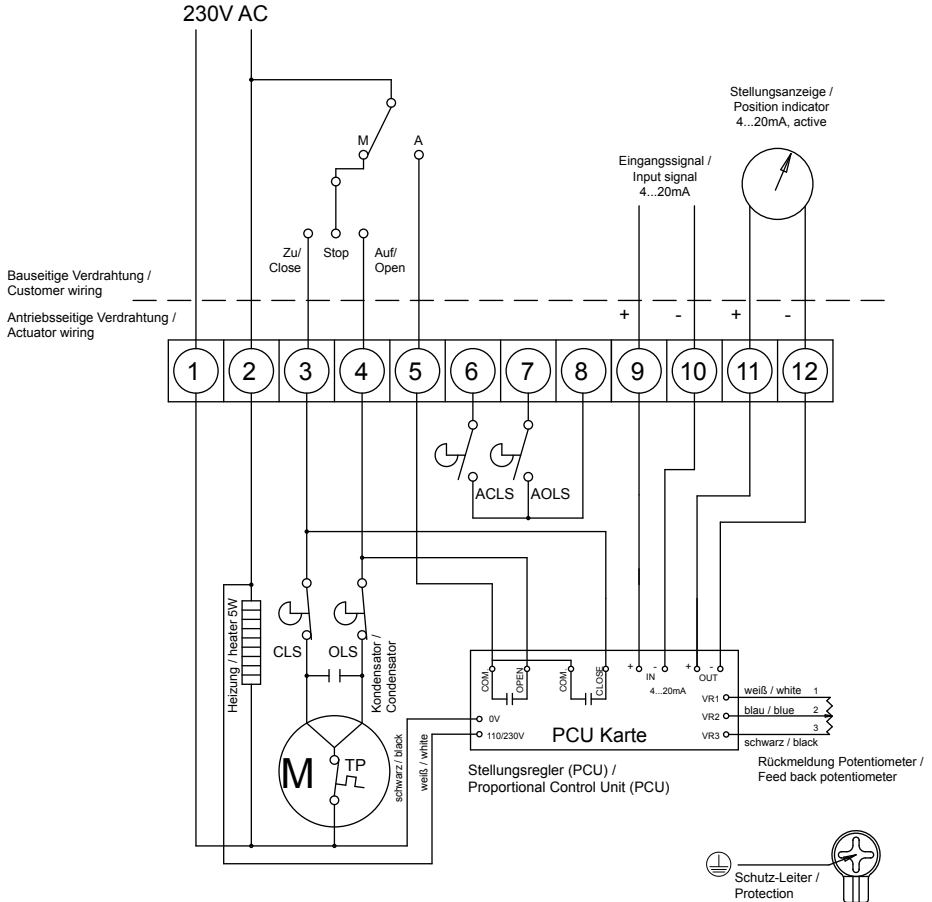 230V AC
Stellungsanzeige /
Position indicator
4...20mA, active
M
A
Eingangssignal /
Input signal
4...20mA
Zu/
Close
Stop
Auf/
Open
Bauseitige Verdrahtung /
Customer wiring
Antriebsseitige Verdrahtung /
Actuator wiring
+ - + -
1 2 3 4 5 6 7 8 9 10 11 12
ACLS
AOLS
Heizung / heater 5W
CLS
OLS
Kondensator /
Condensator
COM
OPEN
COM
CLOSE
+ - + -
IN
OUT
4...20mA
VR1
weiß / white
1
VR2
blau / blue
2
VR3
schwarz / black
3
0V
110/230V
PCU Karte
M
TP
schwarz / black
weiß / white
Stellungsregler (PCU) /
Proportional Control Unit (PCU)
Rückmeldung Potentiometer /
Feed back potentiometer
Schutz-Leiter /
Protection